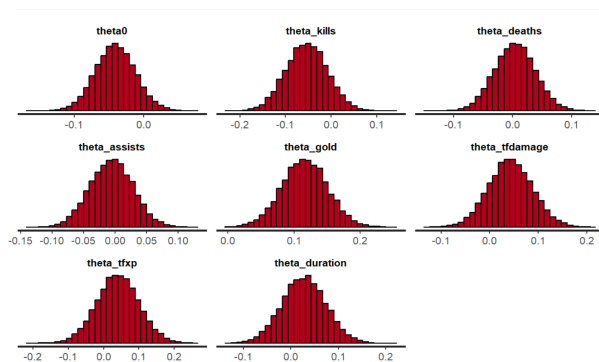 theta0 theta_kills theta_deaths
-0.1 0.0 -0.2 -0.1 0.0 0.1 -0.1 0.0 0.1
theta_assists theta_gold theta_tfdamage
-0.15 -0.10 -0.05 0.00 0.05 0.10 0.0 0.1 0.2 -0.1 0.0 0.1 0.2
theta_tfxp theta_duration
-0.2 -0.1 0.0 0.1 0.2 -0.1 0.0 0.1 0.2